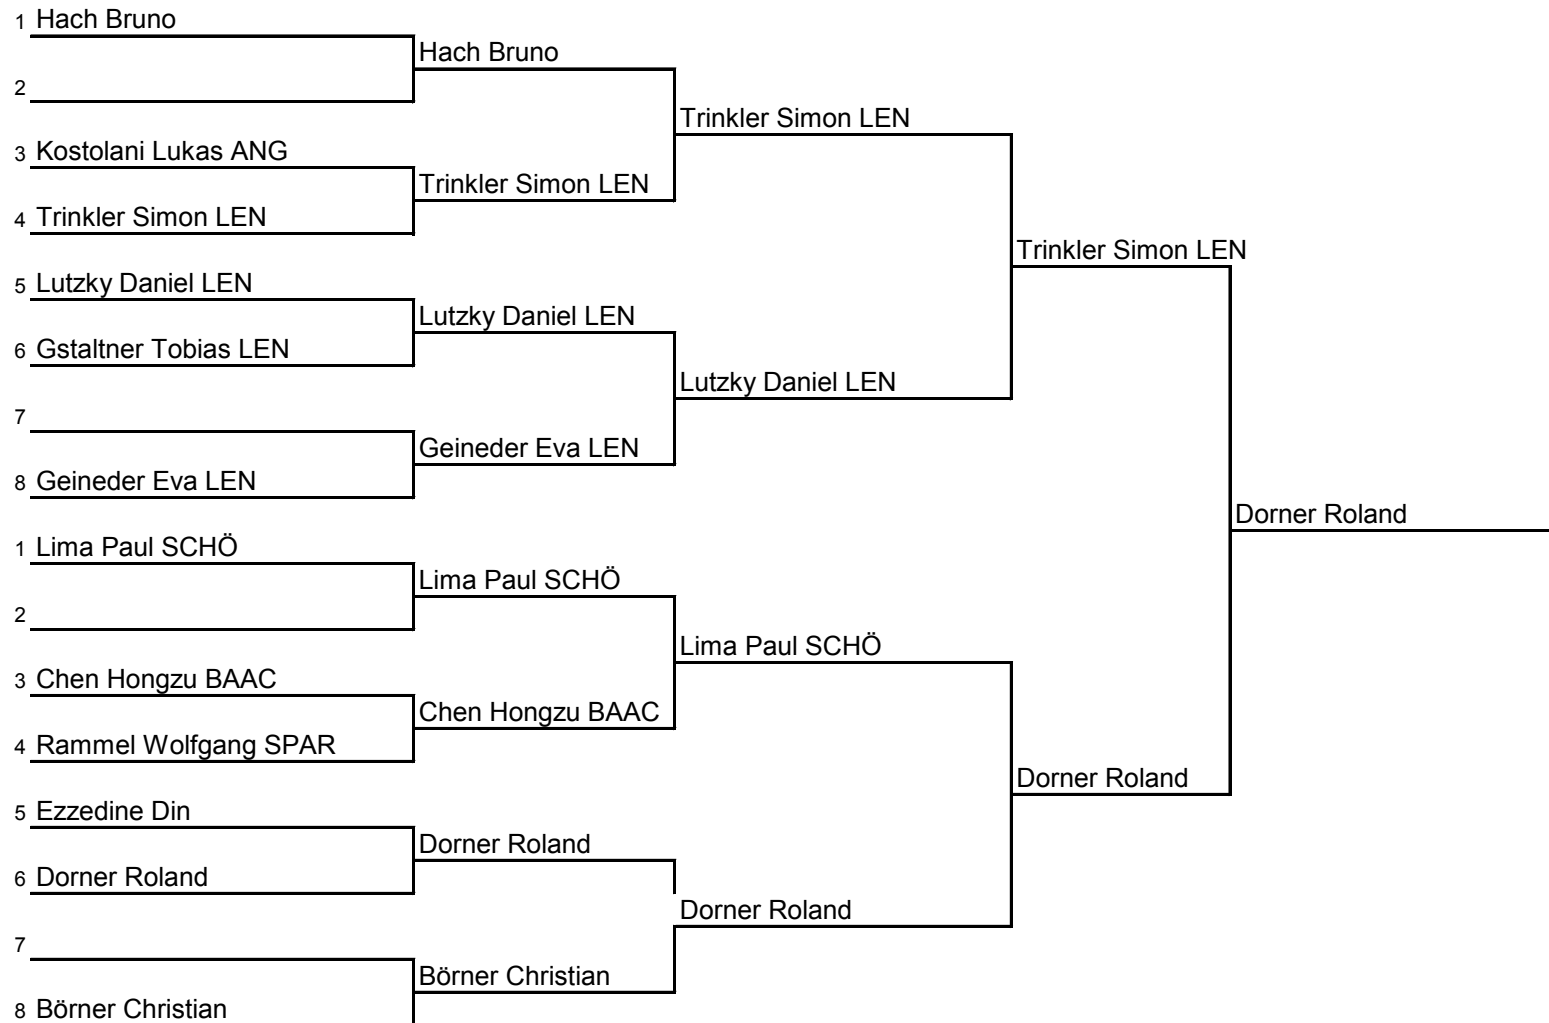 1 Hach Bruno
Hach Bruno
2
Trinkler Simon LEN
3 Kostolani Lukas ANG
Trinkler Simon LEN
4 Trinkler Simon LEN
Trinkler Simon LEN
5 Lutzky Daniel LEN
Lutzky Daniel LEN
6 Gstaltner Tobias LEN
Lutzky Daniel LEN
7
Geineder Eva LEN
8 Geineder Eva LEN
Dorner Roland
1 Lima Paul SCHÖ
Lima Paul SCHÖ
2
Lima Paul SCHÖ
3 Chen Hongzu BAAC
Chen Hongzu BAAC
4 Rammel Wolfgang SPAR
Dorner Roland
5 Ezzedine Din
Dorner Roland
6 Dorner Roland
Dorner Roland
7
Börner Christian
8 Börner Christian